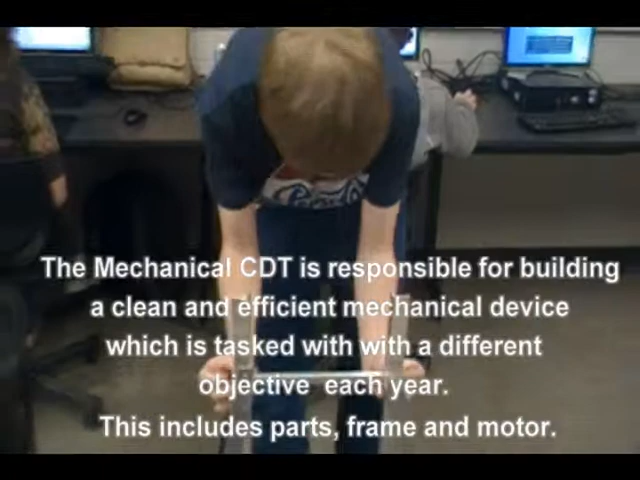 The Mechanical CDT is responsible for building
a clean and efficient mechanical device
which is tasked with with a different
objective each year.
This includes parts, frame and motor.